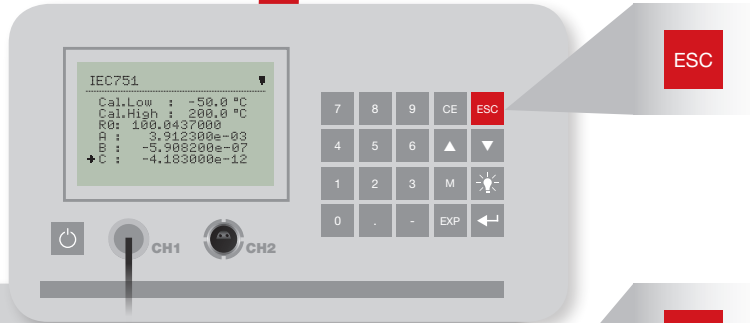 IEC751
Cal.Low : -50.0 °C
Cal.High : 200.0 °C
R0: 100.0437000
A : 3.912300e-03
B : -5.908200e-07
➔C : -4.183000e-12
7 8 9 CE ESC
4 5 6 ▲ ▼
1 2 3 M
0 . - EXP
CH1
CH2
ESC